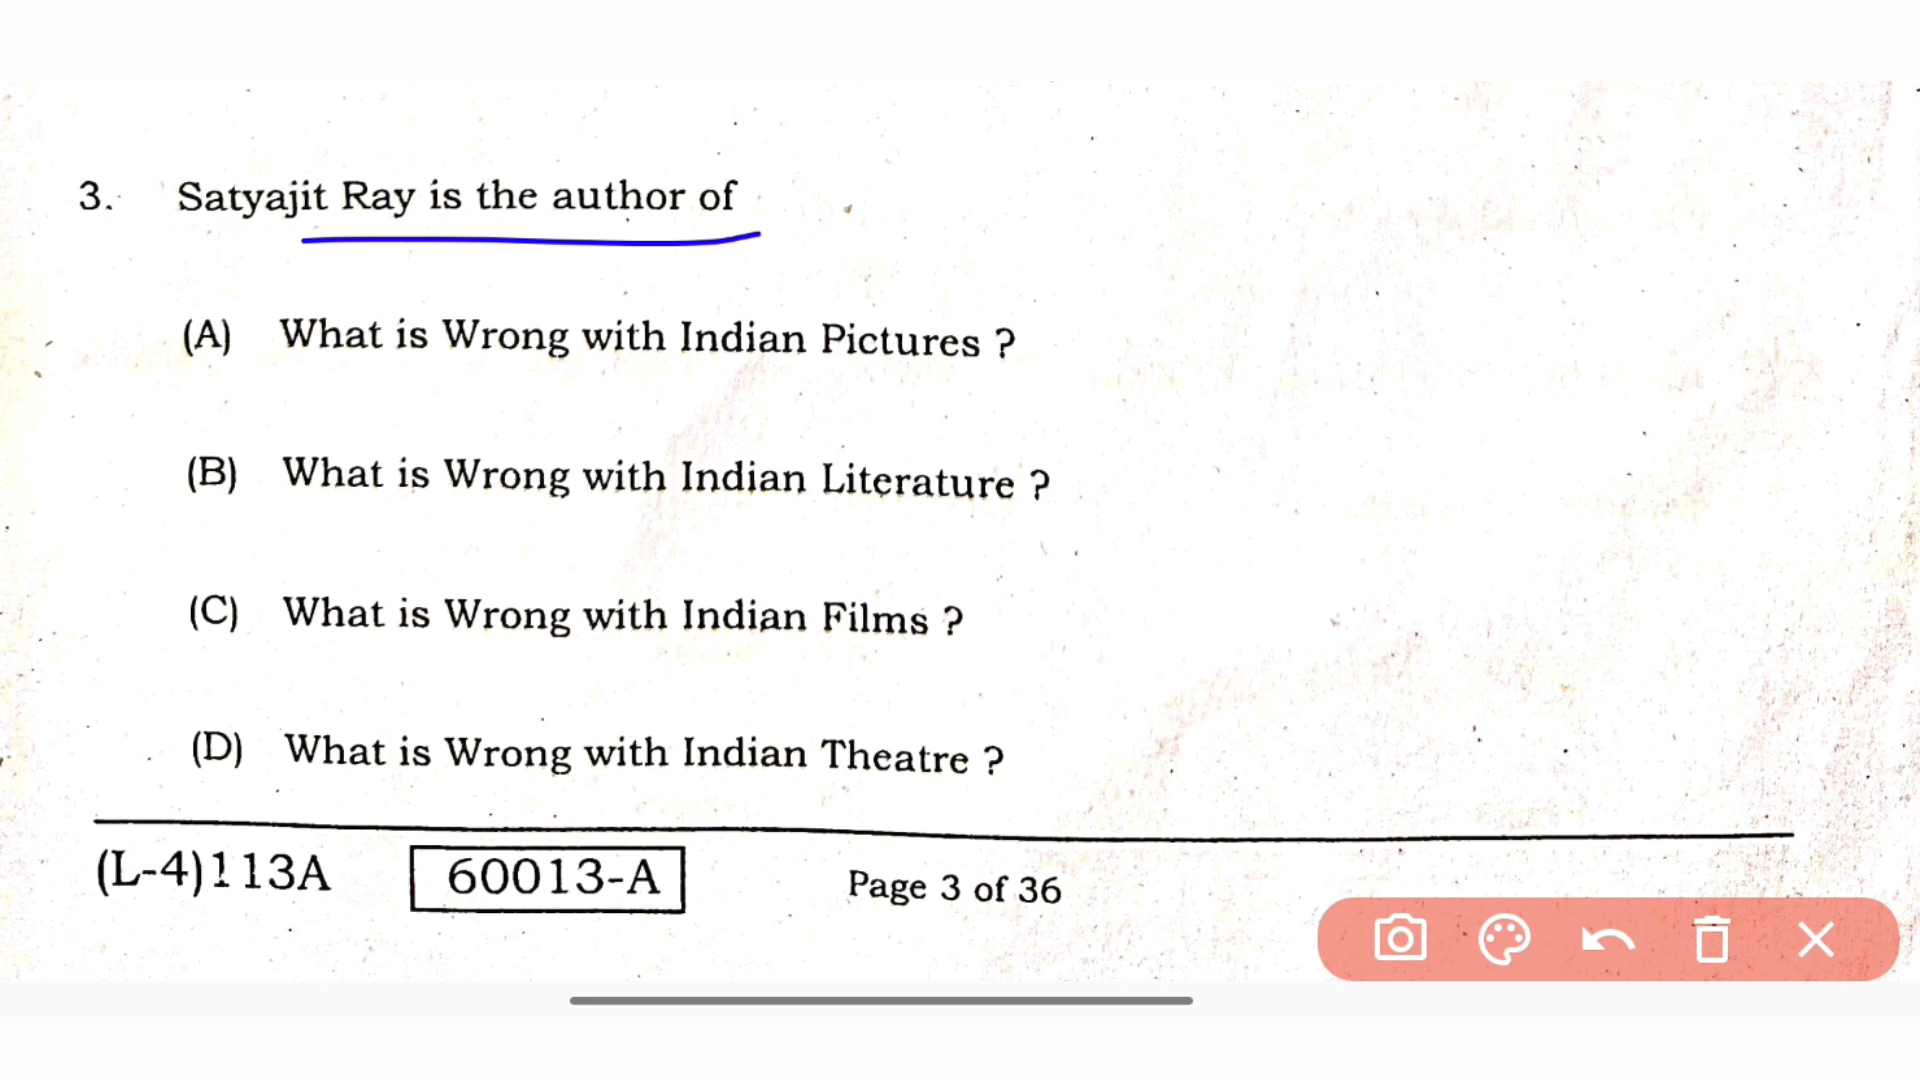 3. Satyajit Ray is the author of
(A) What is Wrong with Indian Pictures ?
(B) What is Wrong with Indian Literature ?
(C) What is Wrong with Indian Films ?
(D) What is Wrong with Indian Theatre ?
(L-4)113A 60013-A Page 3 of 36